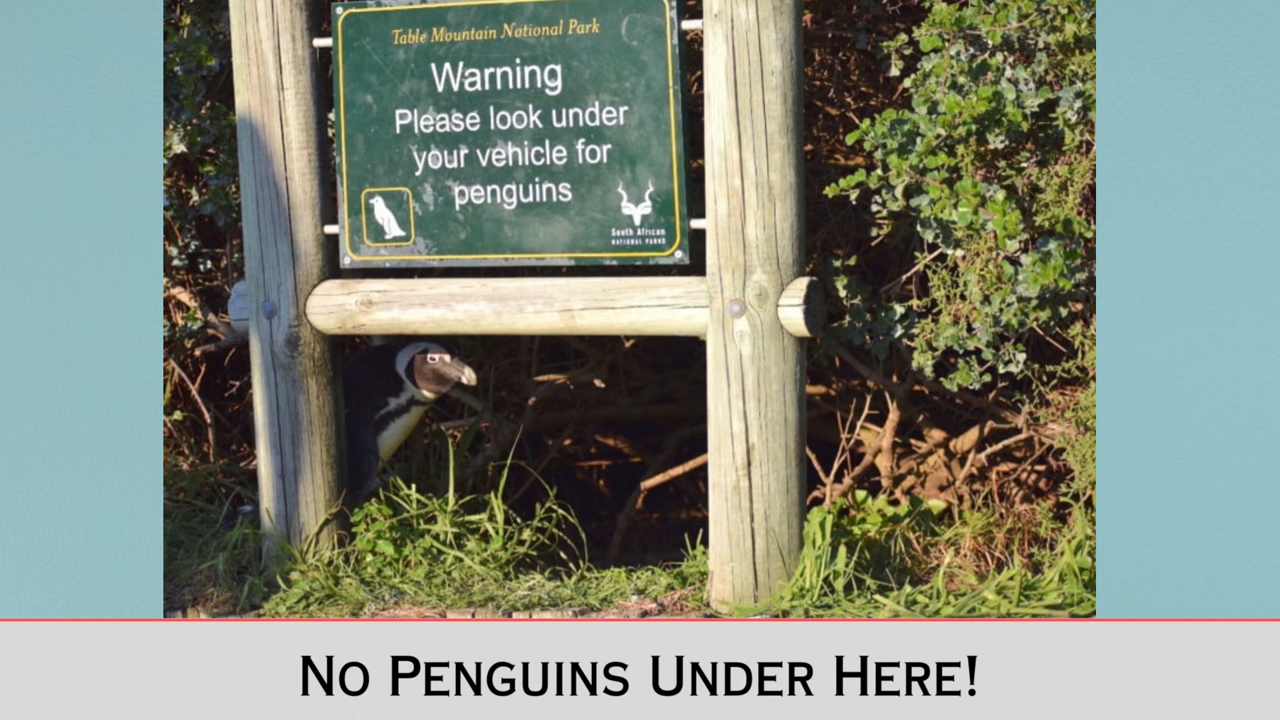 Table Mountain National Park
Warning
Please look under
your vehicle for
penguins
South African
NATIONAL PARKS
No Penguins Under Here!